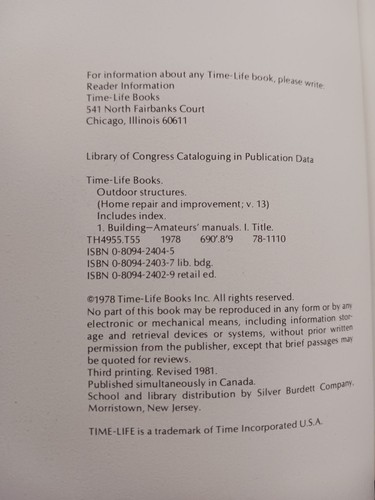 For information about any Time-Life book, please write:
Reader Information
Time-Life Books
541 North Fairbanks Court
Chicago, Illinois 60611
Library of Congress Cataloguing in Publication Data
Time-Life Books.
Outdoor structures.
(Home repair and improvement; v. 13)
Includes index.
1. Building—Amateurs' manuals. I. Title.
TH4955.T55 1978 690'.8'9 78-1110
ISBN 0-8094-2404-5
ISBN 0-8094-2403-7 lib. bdg.
ISBN 0-8094-2402-9 retail ed.
©1978 Time-Life Books Inc. All rights reserved.
No part of this book may be reproduced in any form or by any
electronic or mechanical means, including information stor-
age and retrieval devices or systems, without prior written
permission from the publisher, except that brief passages may
be quoted for reviews.
Third printing. Revised 1981.
Published simultaneously in Canada.
School and library distribution by Silver Burdett Company,
Morristown, New Jersey.
TIME-LIFE is a trademark of Time Incorporated U.S.A.